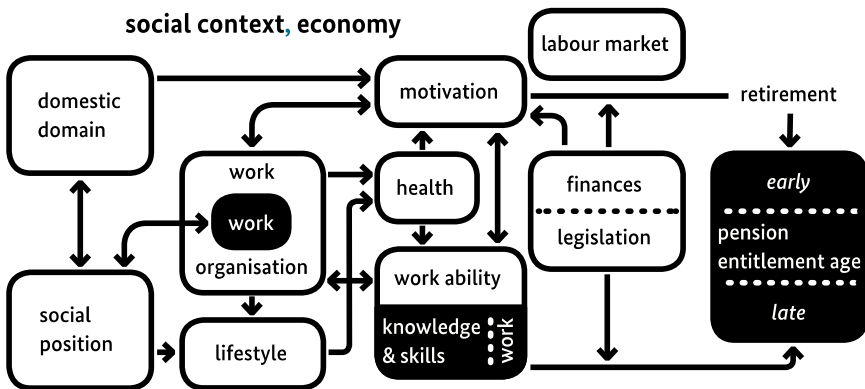 social context, economy
labour market
domestic
domain
motivation
retirement
work
work
organisation
health
finances
legislation
early
pension
entitlement age
late
social
position
lifestyle
work ability
knowledge
& skills
work